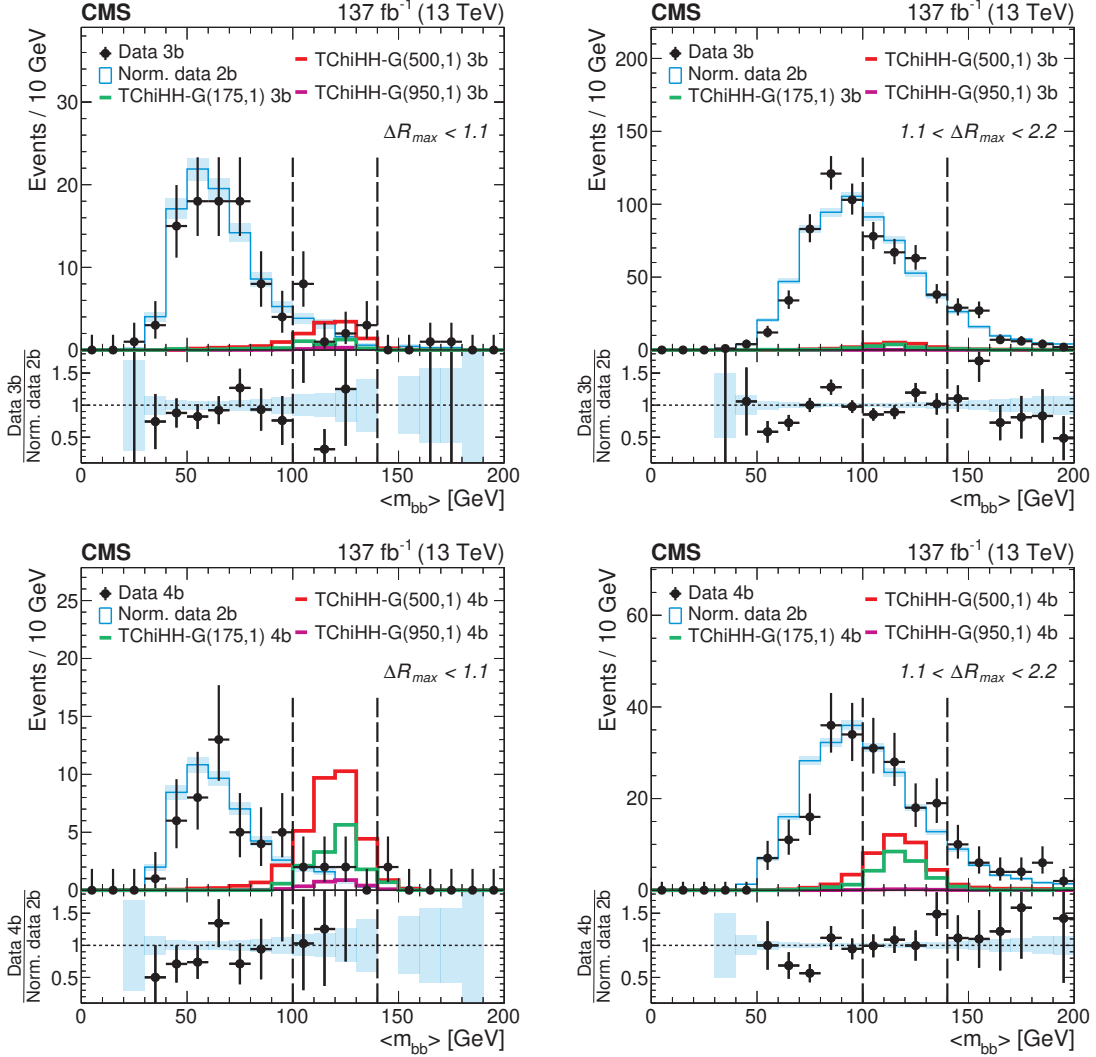 CMS 137 fb⁻¹ (13 TeV)
Events / 10 GeV
Data 3b
Norm. data 2b
TChiHH-G(175,1) 3b
TChiHH-G(500,1) 3b
TChiHH-G(950,1) 3b
ΔR_max < 1.1
30
20
10
0
Data 3b
Norm. data 2b
1.5
1
0.5
0 50 100 150 200
<m_bb> [GeV]
CMS 137 fb⁻¹ (13 TeV)
Events / 10 GeV
Data 3b
Norm. data 2b
TChiHH-G(175,1) 3b
TChiHH-G(500,1) 3b
TChiHH-G(950,1) 3b
1.1 < ΔR_max < 2.2
200
150
100
50
0
Data 3b
Norm. data 2b
1.5
1
0.5
0 50 100 150 200
<m_bb> [GeV]
CMS 137 fb⁻¹ (13 TeV)
Events / 10 GeV
Data 4b
Norm. data 2b
TChiHH-G(175,1) 4b
TChiHH-G(500,1) 4b
TChiHH-G(950,1) 4b
ΔR_max < 1.1
25
20
15
10
5
0
Data 4b
Norm. data 2b
1.5
1
0.5
0 50 100 150 200
<m_bb> [GeV]
CMS 137 fb⁻¹ (13 TeV)
Events / 10 GeV
Data 4b
Norm. data 2b
TChiHH-G(175,1) 4b
TChiHH-G(500,1) 4b
TChiHH-G(950,1) 4b
1.1 < ΔR_max < 2.2
60
40
20
0
Data 4b
Norm. data 2b
1.5
1
0.5
0 50 100 150 200
<m_bb> [GeV]